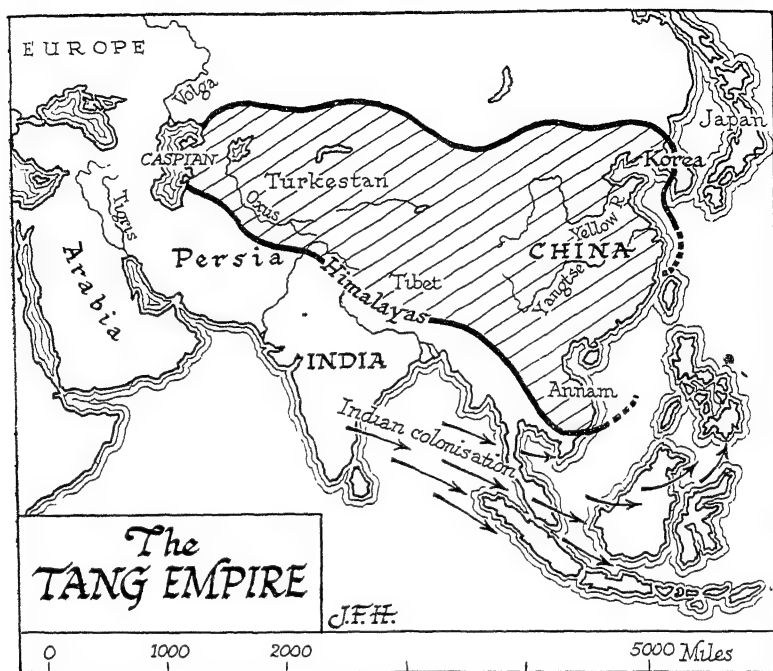 EUROPE
Volga
Japan
CASPIAN
Korea
Turkestan
Oxus
Tigris
Yellow R.
Arabia
Persia
CHINA
Himalayas
Tibet
Yangtse
INDIA
Annam
Indian colonisation
The
TANG EMPIRE
J.F.H.
0 1000 2000 5000 Miles